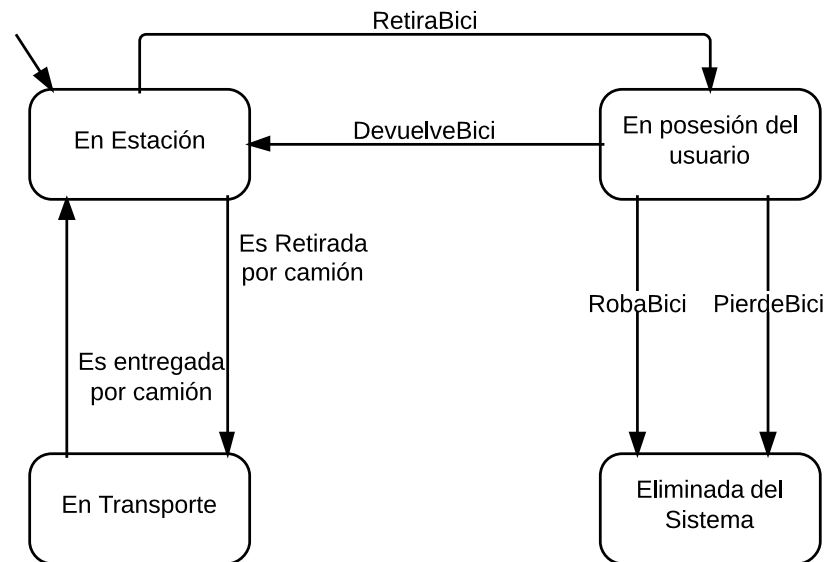 RetiraBici
En Estación
DevuelveBici
En posesión del
usuario
Es Retirada
por camión
RobaBici
PierdeBici
Es entregada
por camión
En Transporte
Eliminada del
Sistema